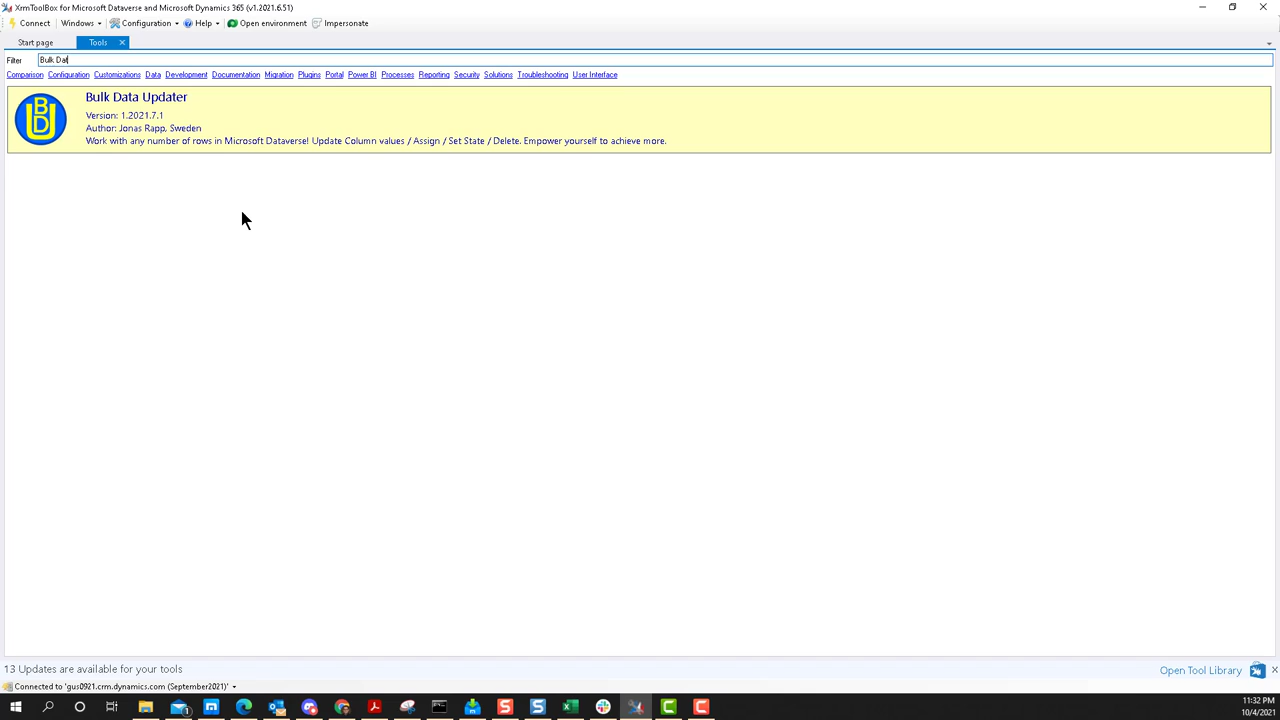 XrmToolBox for Microsoft Dataverse and Microsoft Dynamics 365 (v1.2021.6.51)
Connect Windows Configuration Help Open environment Impersonate
Start page Tools
Filter Bulk Dat
Comparison Configuration Customizations Data Development Documentation Migration Plugins Portal Power BI Processes Reporting Security Solutions Troubleshooting User Interface
Bulk Data Updater
Version: 1.2021.7.1
Author: Jonas Rapp, Sweden
Work with any number of rows in Microsoft Dataverse! Update Column values / Assign / Set State / Delete. Empower yourself to achieve more.
BDU
13 Updates are available for your tools
Open Tool Library
Connected to 'gus0921.crm.dynamics.com (September2021)'
11:32 PM
10/4/2021